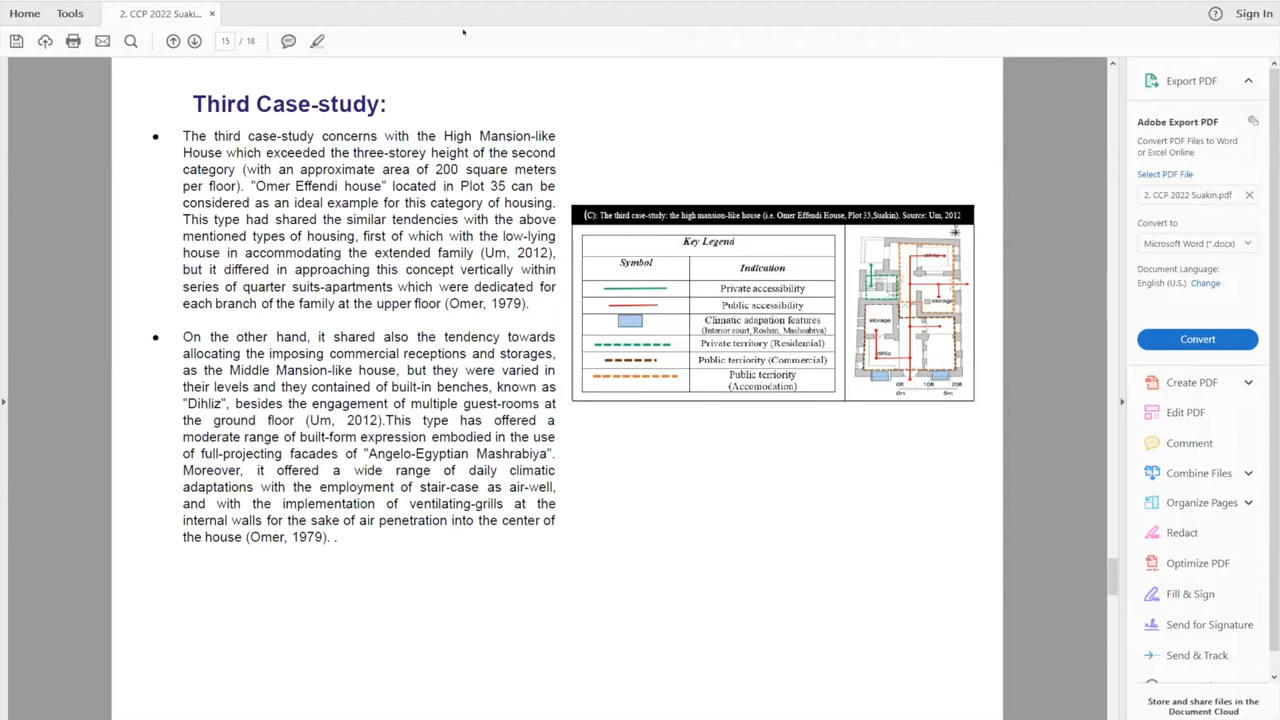 Home
Tools
2. CCP 2022 Suaki...
Sign In
15 / 18
Third Case-study:
The third case-study concerns with the High Mansion-like
House which exceeded the three-storey height of the second
category (with an approximate area of 200 square meters
per floor). "Omer Effendi house" located in Plot 35 can be
considered as an ideal example for this category of housing.
This type had shared the similar tendencies with the above
mentioned types of housing, first of which with the low-lying
house in accommodating the extended family (Um, 2012),
but it differed in approaching this concept vertically within
series of quarter suits-apartments which were dedicated for
each branch of the family at the upper floor (Omer, 1979).
On the other hand, it shared also the tendency towards
allocating the imposing commercial receptions and storages,
as the Middle Mansion-like house, but they were varied in
their levels and they contained of built-in benches, known as
"Dihliz", besides the engagement of multiple guest-rooms at
the ground floor (Um, 2012).This type has offered a
moderate range of built-form expression embodied in the use
of full-projecting facades of "Angelo-Egyptian Mashrabiya".
Moreover, it offered a wide range of daily climatic
adaptations with the employment of stair-case as air-well,
and with the implementation of ventilating-grills at the
internal walls for the sake of air penetration into the center of
the house (Omer, 1979). .
(C): The third case-study: the high mansion-like house (i.e. Omer Effendi House, Plot 35,Suakin). Source: Um, 2012
Key Legend
Symbol
Indication
Private accessibility
Public accessibility
Climatic adapation features
(Interior court, Roshan, Mashrabiya)
Private territory (Residential)
Public terriority (Commercial)
Public terriority
(Accomodation)
dihliz
storage
storage
dihliz
0ft 10ft 20ft
0m 5m
Export PDF
Adobe Export PDF
Convert PDF Files to Word
or Excel Online
Select PDF File
2. CCP 2022 Suakin.pdf
Convert to
Microsoft Word (*.docx)
Document Language:
English (U.S.) Change
Convert
Create PDF
Edit PDF
Comment
Combine Files
Organize Pages
Redact
Optimize PDF
Fill & Sign
Send for Signature
Send & Track
Store and share files in the
Document Cloud